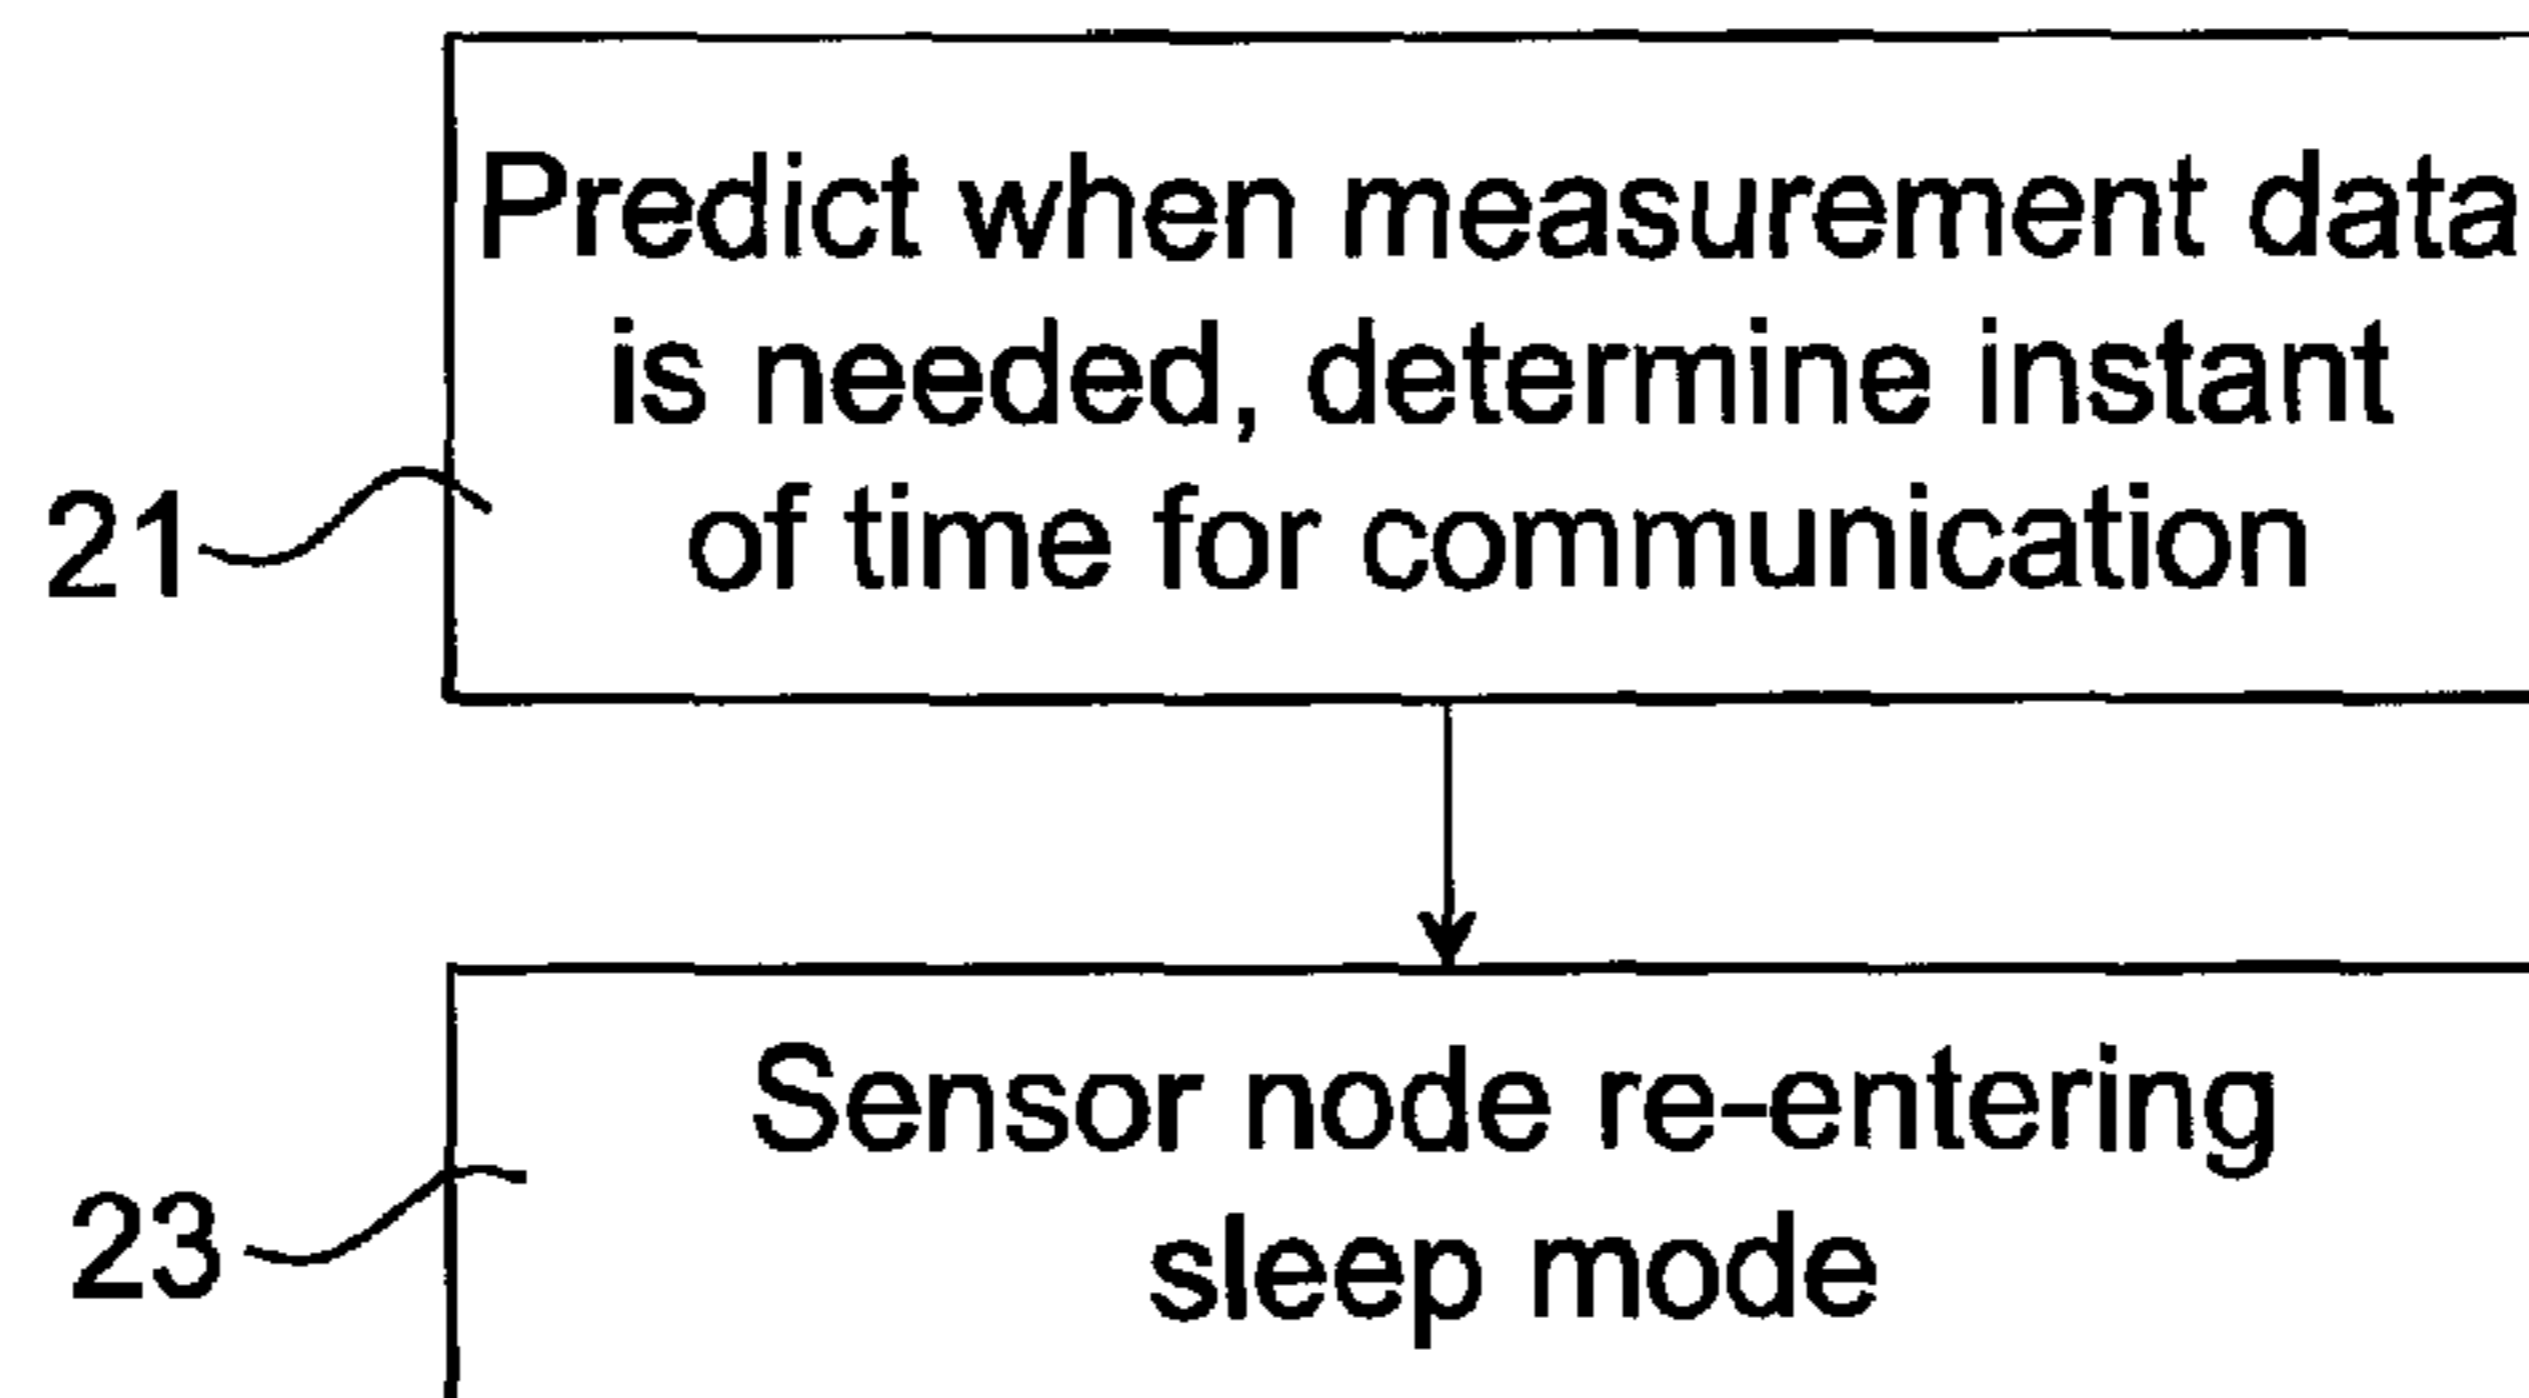 Predict when measurement data
is needed, determine instant
of time for communication
21
Sensor node re-entering
sleep mode
23